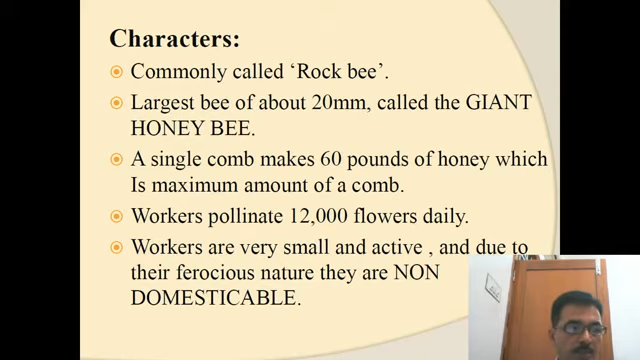 Characters:
Commonly called ‘Rock bee’.
Largest bee of about 20mm, called the GIANT
HONEY BEE.
A single comb makes 60 pounds of honey which
Is maximum amount of a comb.
Workers pollinate 12,000 flowers daily.
Workers are very small and active , and due to
their ferocious nature they are NON
DOMESTICABLE.